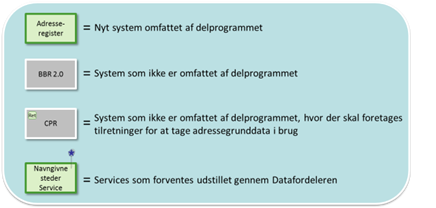 Adresse-
register
= Nyt system omfattet af delprogrammet
BBR 2.0
= System som ikke er omfattet af delprogrammet
CPR
= System som ikke er omfattet af delprogrammet, hvor der skal foretages
tilretninger for at tage adressegrunddata i brug
Navngivne
steder
Service
= Services som forventes udstillet gennem Datafordeleren